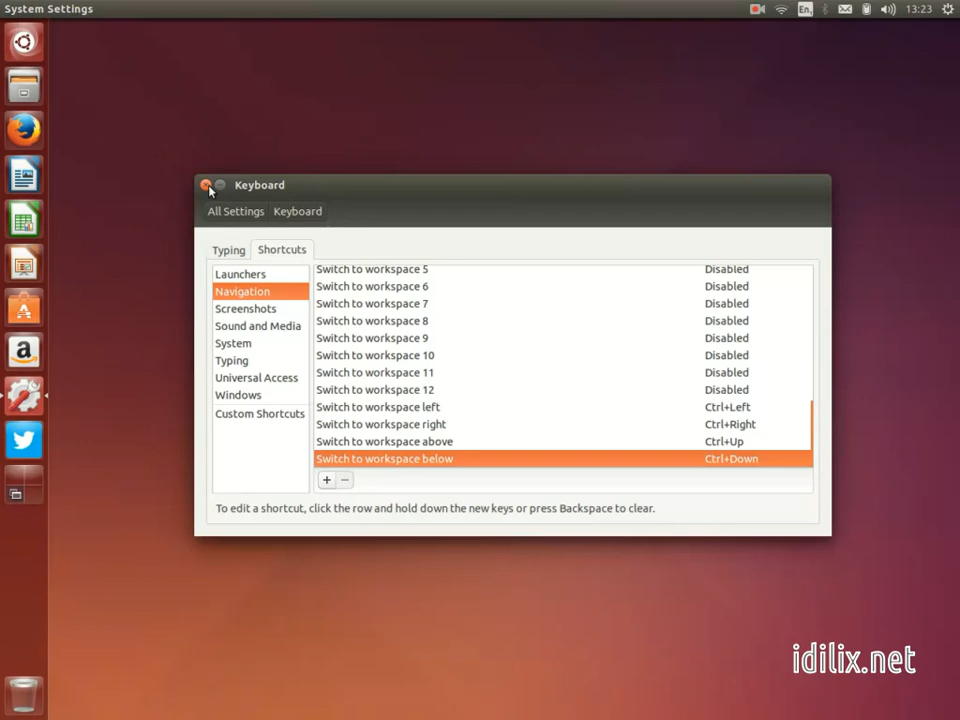 System Settings
En
13:23
Keyboard
All Settings Keyboard
Typing Shortcuts
Launchers
Navigation
Screenshots
Sound and Media
System
Typing
Universal Access
Windows
Custom Shortcuts
Switch to workspace 5 Disabled
Switch to workspace 6 Disabled
Switch to workspace 7 Disabled
Switch to workspace 8 Disabled
Switch to workspace 9 Disabled
Switch to workspace 10 Disabled
Switch to workspace 11 Disabled
Switch to workspace 12 Disabled
Switch to workspace left Ctrl+Left
Switch to workspace right Ctrl+Right
Switch to workspace above Ctrl+Up
Switch to workspace below Ctrl+Down
+ −
To edit a shortcut, click the row and hold down the new keys or press Backspace to clear.
a
idilix.net